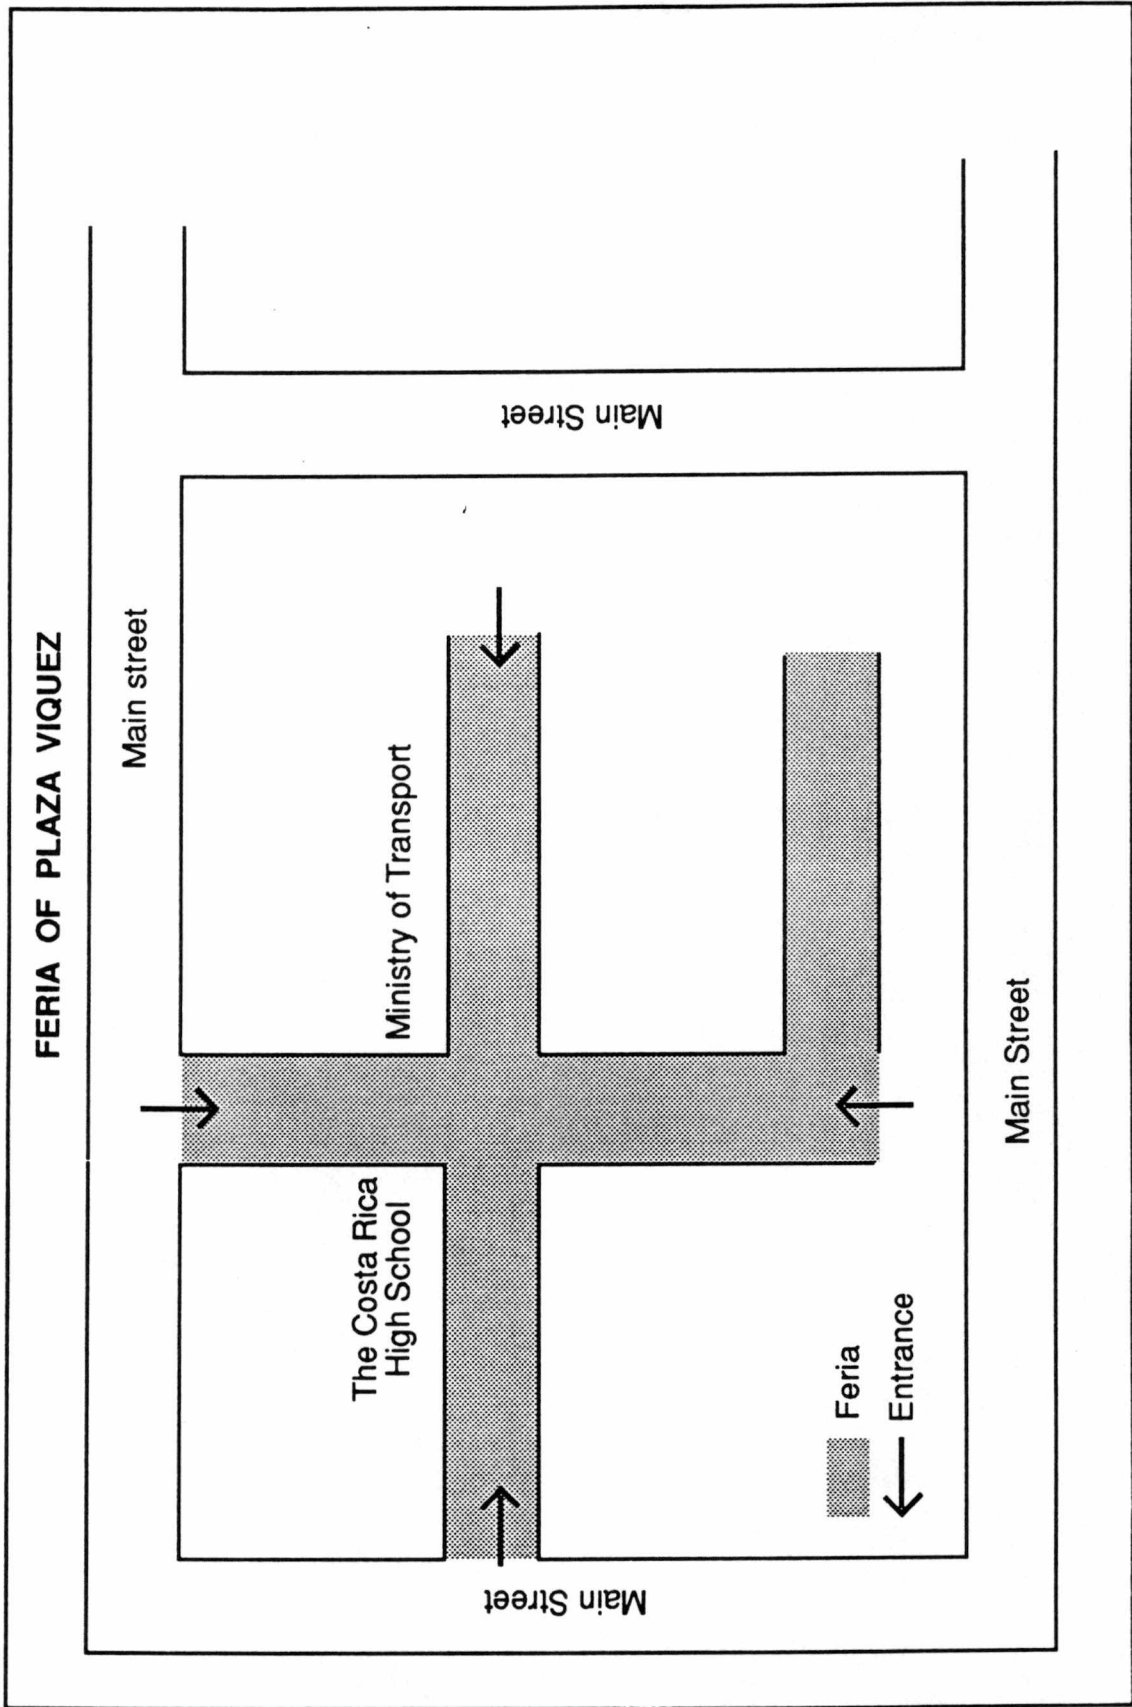 FERIA OF PLAZA VIQUEZ
Main street
Main Street
Main Street
Ministry of Transport
The Costa Rica
High School
Feria
Entrance
Main Street